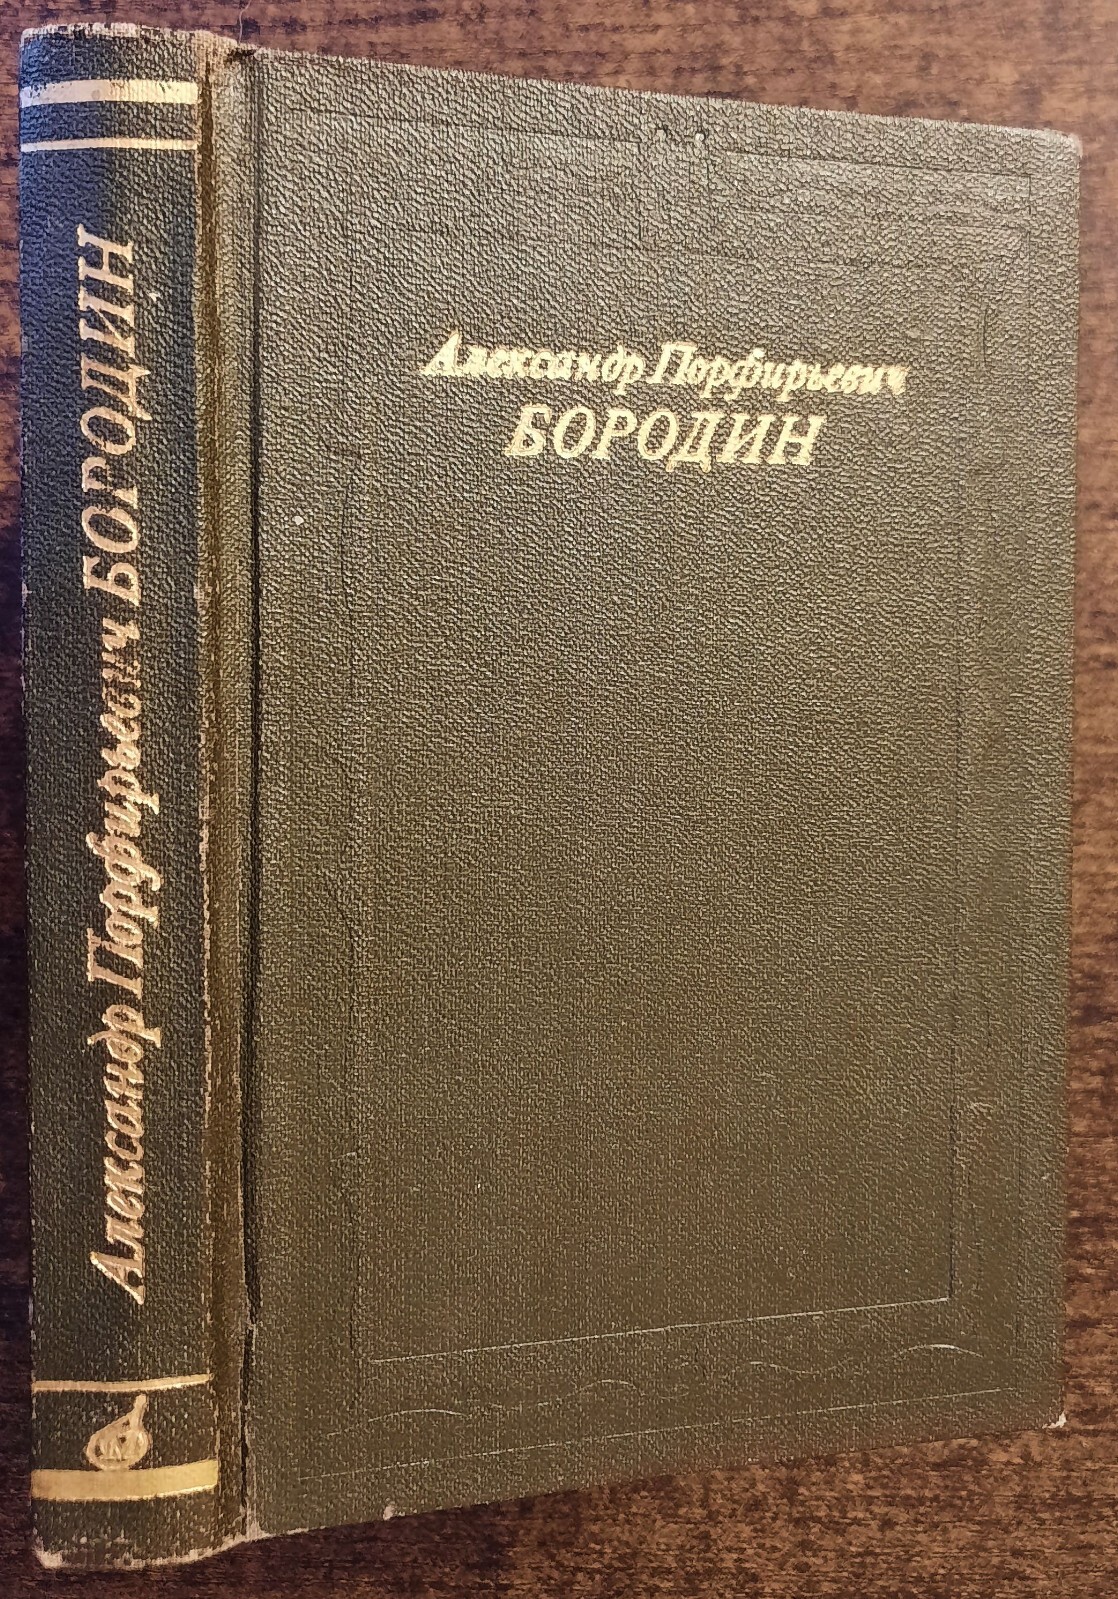 Александр Порфирьевич БОРОДИН
Александр Порфирьевич
БОРОДИН